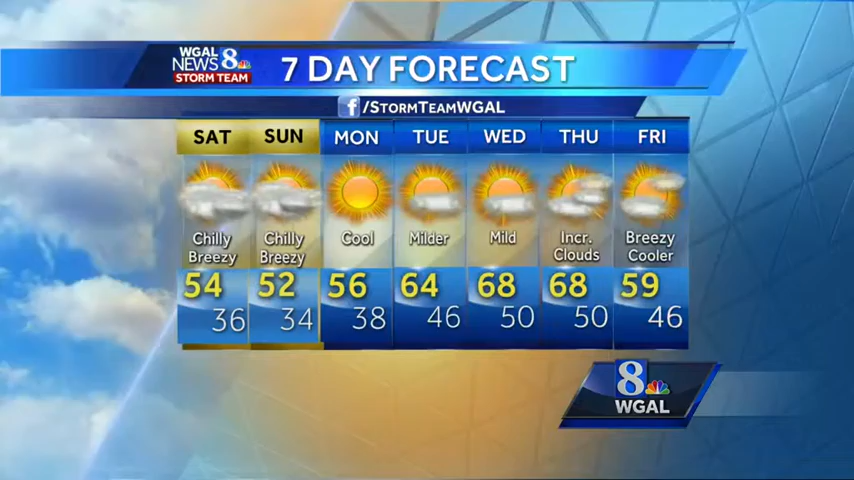 WGAL
NEWS 8
STORM TEAM
7 DAY FORECAST
f/STORMTEAMWGAL
SAT SUN MON TUE WED THU FRI
Chilly Breezy Chilly Breezy Cool Milder Mild Incr. Clouds Breezy Cooler
54 52 56 64 68 68 59
36 34 38 46 50 50 46
8
WGAL